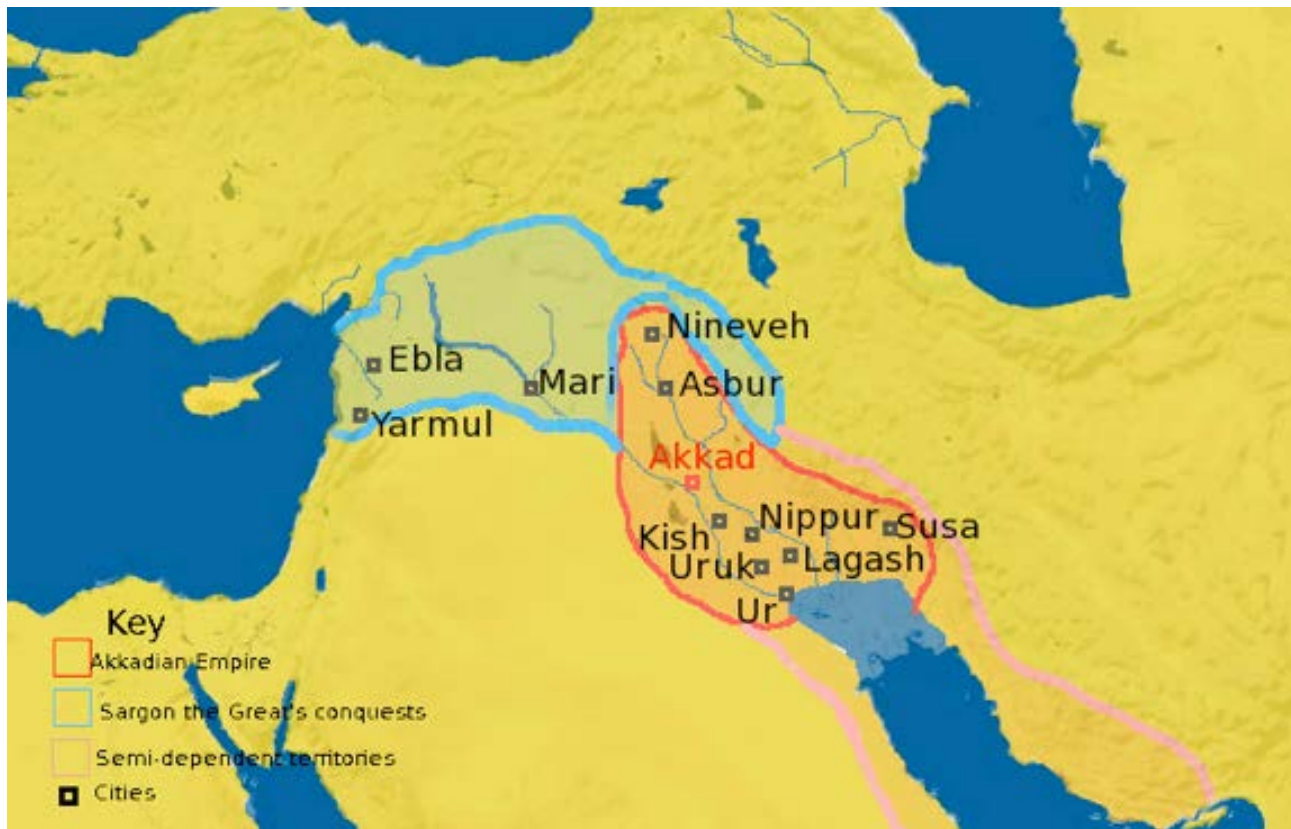 Nineveh
Ebla
Mari
Asbur
Yarmul
Akkad
Nippur
Susa
Kish
Uruk
Lagash
Ur
Key
Akkadian Empire
Sargon the Great's conquests
Semi-dependent territories
Cities